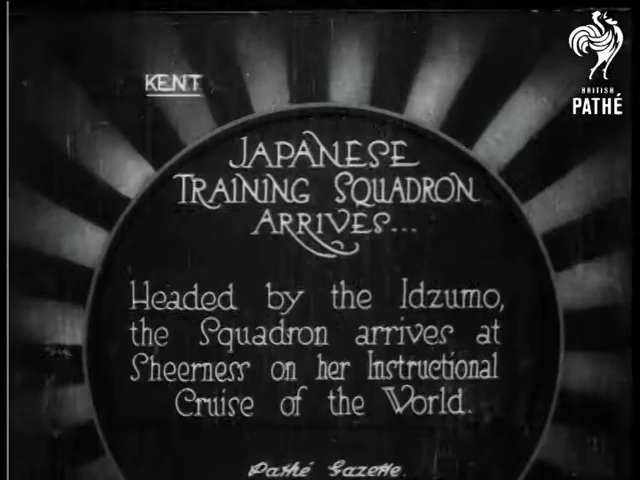 KENT
BRITISH
PATHÉ
JAPANESE
TRAINING SQUADRON
ARRIVES...
Headed by the Idzumo,
the Squadron arrives at
Sheerness on her Instructional
Cruise of the World.
Pathé Gazette.